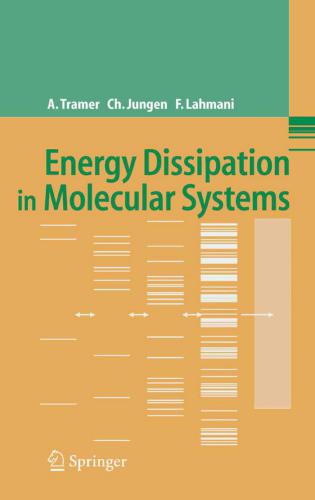 A. Tramer Ch. Jungen F. Lahmani
Energy Dissipation
in Molecular Systems
Springer